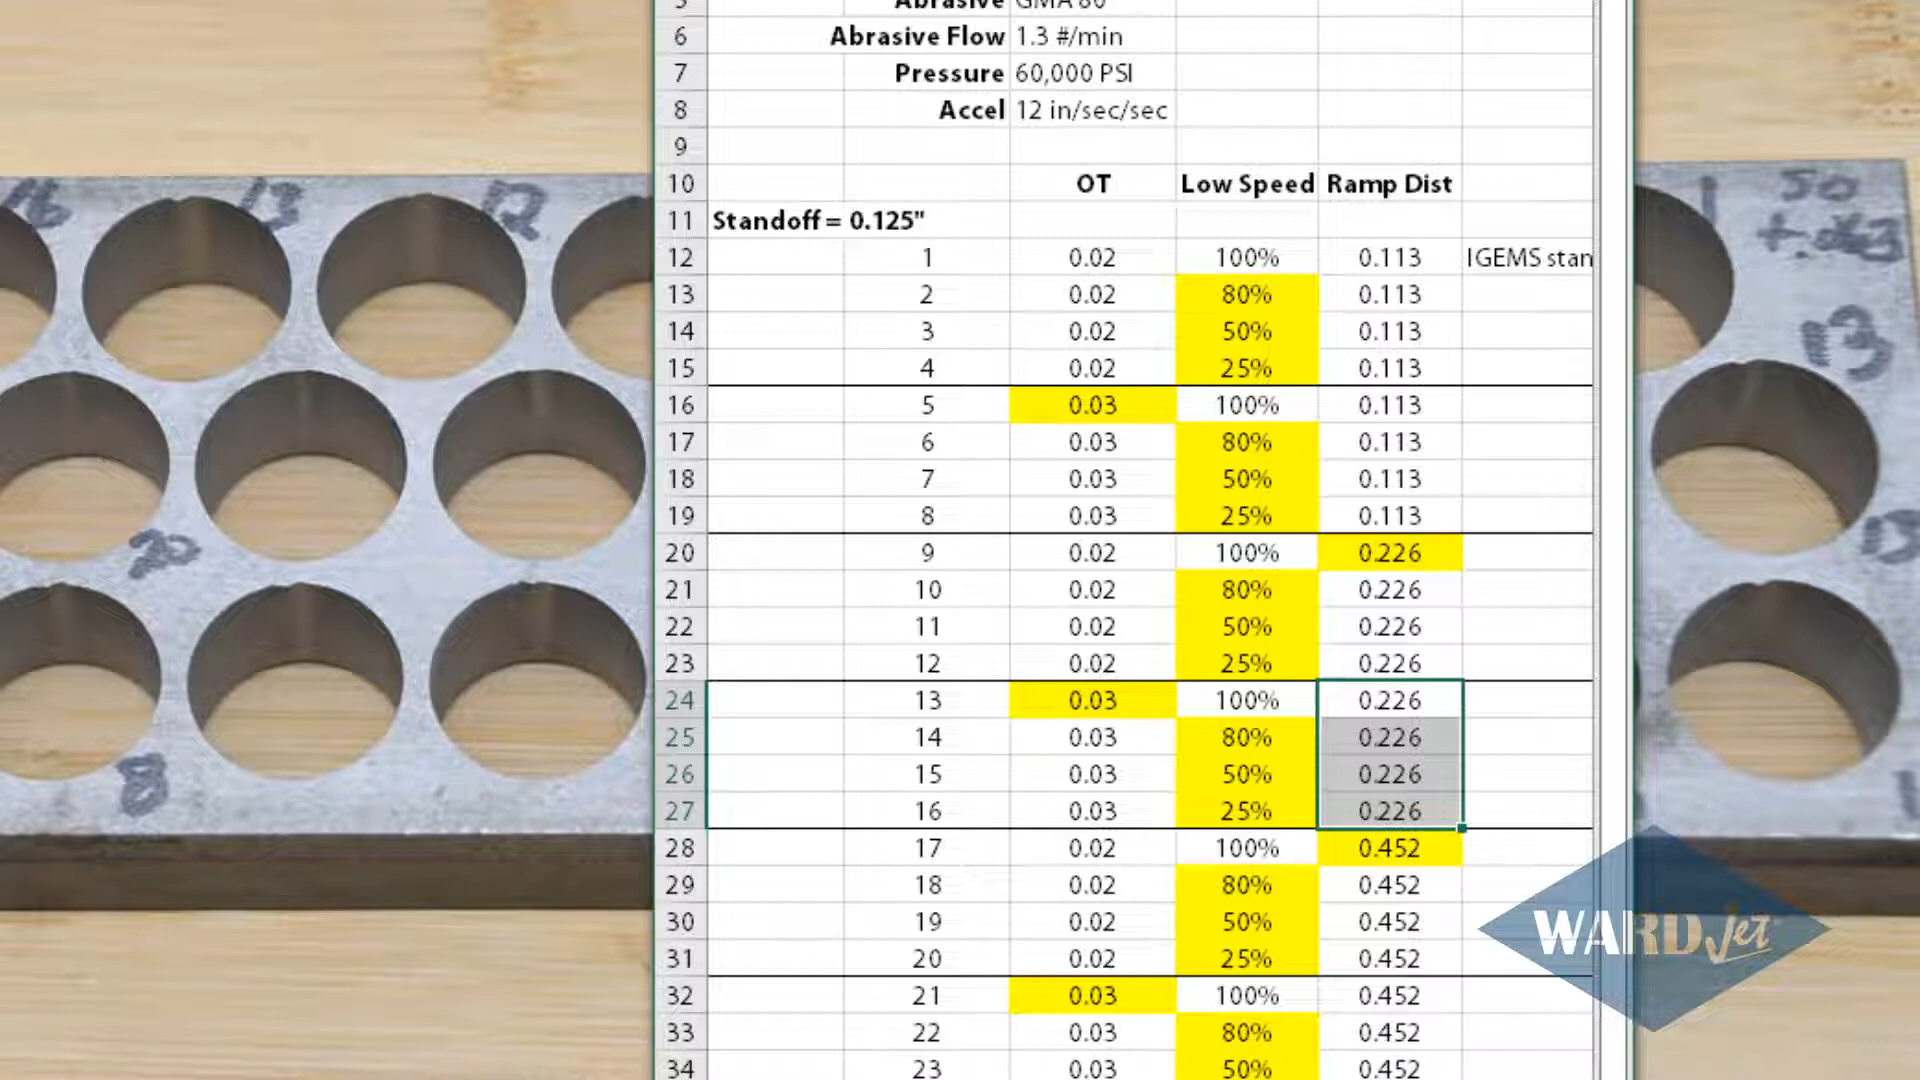 5 Abrasive GMA 80
6 Abrasive Flow 1.3 #/min
7 Pressure 60,000 PSI
8 Accel 12 in/sec/sec
9
10 OT Low Speed Ramp Dist
11 Standoff = 0.125"
12 1 0.02 100% 0.113 IGEMS stan
13 2 0.02 80% 0.113
14 3 0.02 50% 0.113
15 4 0.02 25% 0.113
16 5 0.03 100% 0.113
17 6 0.03 80% 0.113
18 7 0.03 50% 0.113
19 8 0.03 25% 0.113
20 9 0.02 100% 0.226
21 10 0.02 80% 0.226
22 11 0.02 50% 0.226
23 12 0.02 25% 0.226
24 13 0.03 100% 0.226
25 14 0.03 80% 0.226
26 15 0.03 50% 0.226
27 16 0.03 25% 0.226
28 17 0.02 100% 0.452
29 18 0.02 80% 0.452
30 19 0.02 50% 0.452
31 20 0.02 25% 0.452
32 21 0.03 100% 0.452
33 22 0.03 80% 0.452
34 23 0.03 50% 0.452
16 13 12
20
8
50
+.063
13
WARDJet